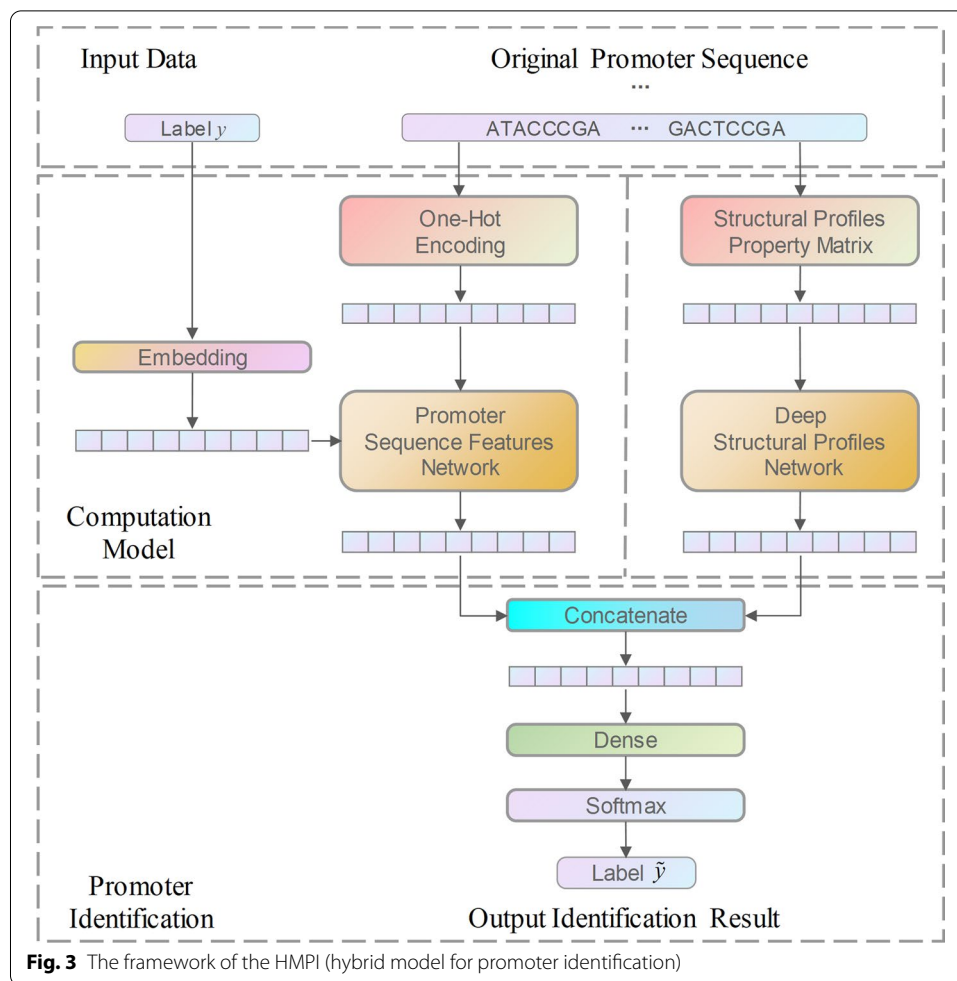 Input Data
Original Promoter Sequence
...
Label y
ATACCCGA ... GACTCCGA
One-Hot
Encoding
Structural Profiles
Property Matrix
Embedding
Promoter
Sequence Features
Network
Deep
Structural Profiles
Network
Computation
Model
Concatenate
Dense
Softmax
Label ỹ
Promoter
Identification
Output Identification Result
Fig. 3 The framework of the HMPI (hybrid model for promoter identification)